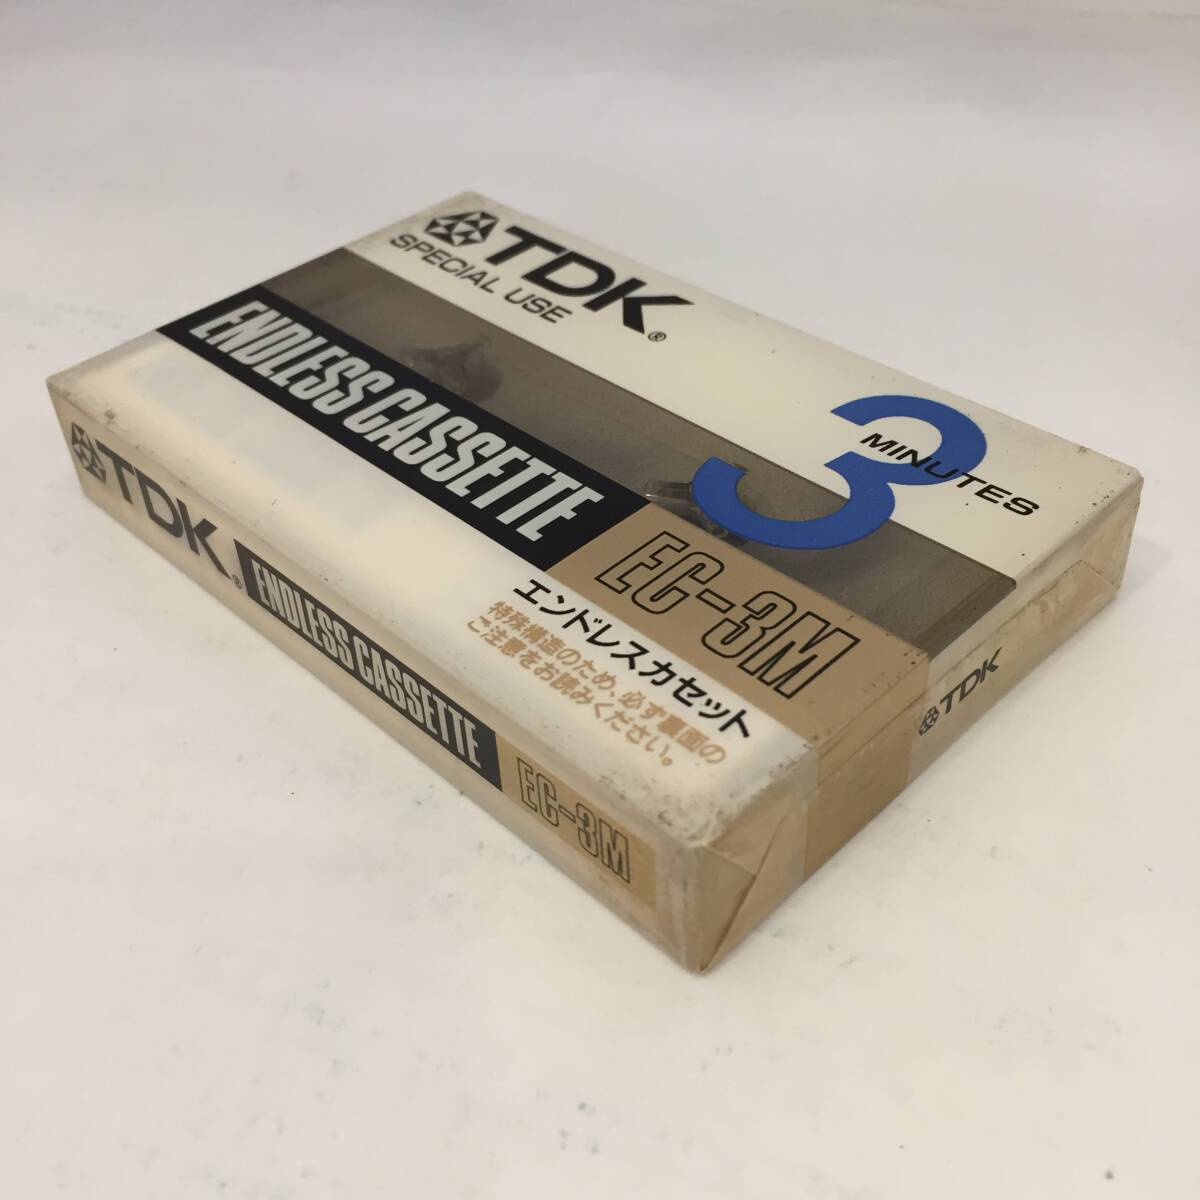 TDK®
SPECIAL USE
3
MINUTES
ENDLESS CASSETTE
EC-3M
エンドレスカセット
特殊構造のため、必ず裏面の
ご注意をお読みください。
TDK®
ENDLESS CASSETTE
EC-3M
TDK